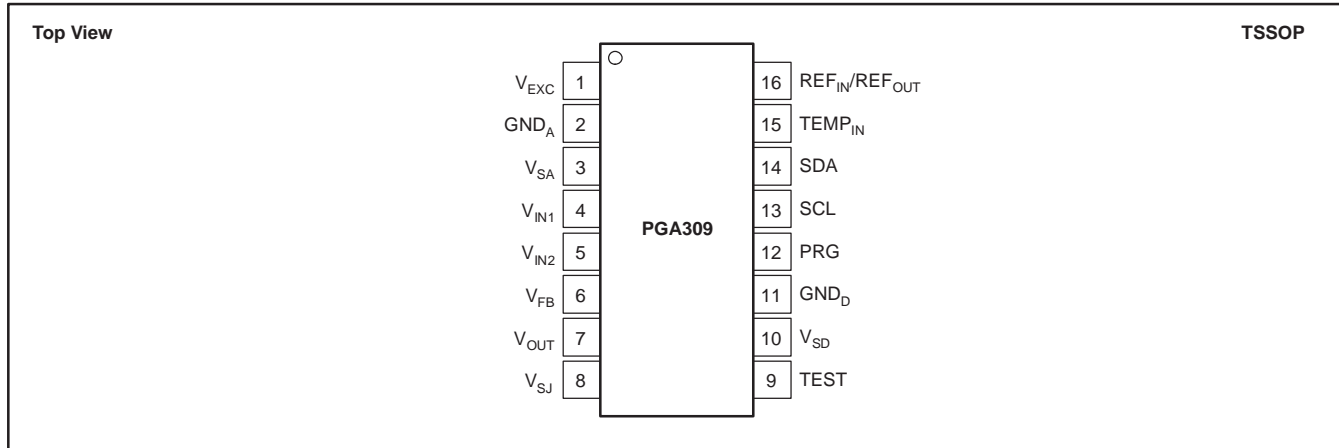 Top View TSSOP
V_EXC 1 16 REF_IN/REF_OUT
GND_A 2 15 TEMP_IN
V_SA 3 14 SDA
V_IN1 4 13 SCL
PGA309
V_IN2 5 12 PRG
V_FB 6 11 GND_D
V_OUT 7 10 V_SD
V_SJ 8 9 TEST